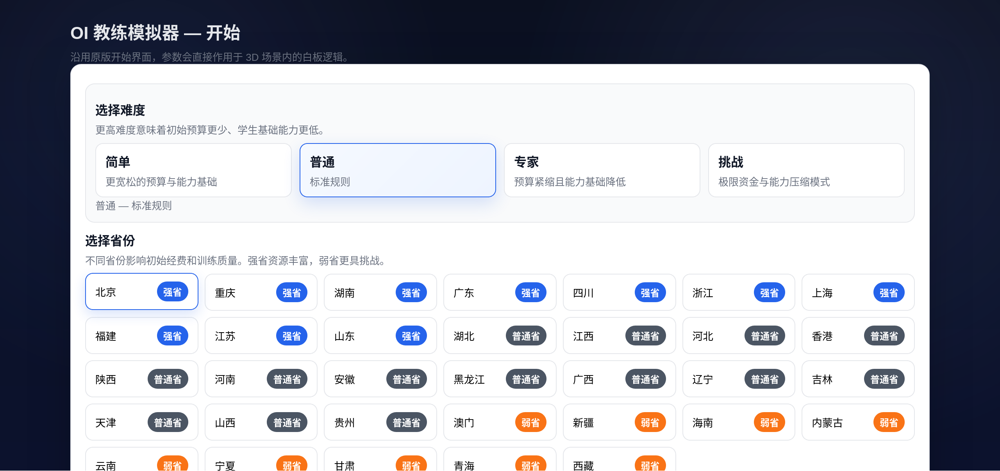 OI 教练模拟器 — 开始
沿用原版开始界面，参数会直接作用于 3D 场景内的白板逻辑。
选择难度
更高难度意味着初始预算更少、学生基础能力更低。
简单 普通 专家 挑战
更宽松的预算与能力基础 标准规则 预算紧缩且能力基础降低 极限资金与能力压缩模式
普通 — 标准规则
选择省份
不同省份影响初始经费和训练质量。强省资源丰富，弱省更具挑战。
北京 强省 重庆 强省 湖南 强省 广东 强省 四川 强省 浙江 强省 上海 强省
福建 强省 江苏 强省 山东 强省 湖北 普通省 江西 普通省 河北 普通省 香港 普通省
陕西 普通省 河南 普通省 安徽 普通省 黑龙江 普通省 广西 普通省 辽宁 普通省 吉林 普通省
天津 普通省 山西 普通省 贵州 普通省 澳门 弱省 新疆 弱省 海南 弱省 内蒙古 弱省
云南 弱省 宁夏 弱省 甘肃 弱省 青海 弱省 西藏 弱省